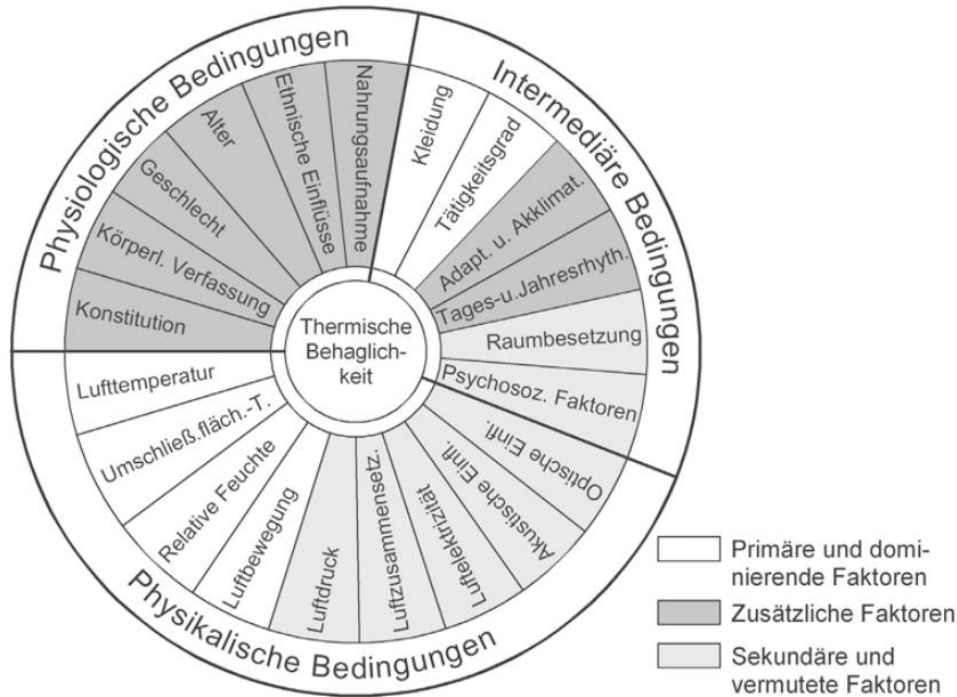 Physiologische Bedingungen
Konstitution
Körperl. Verfassung
Geschlecht
Alter
Ethnische Einflüsse
Nahrungsaufnahme
Intermediäre Bedingungen
Kleidung
Tätigkeitsgrad
Adapt. u. Akklimat.
Tages-u.Jahresrhyth.
Raumbesetzung
Psychosoz. Faktoren
Thermische
Behaglich-
keit
Physikalische Bedingungen
Lufttemperatur
Umschließ.fläch.-T.
Relative Feuchte
Luftbewegung
Luftdruck
Luftzusammensetz.
Luftelektrizität
Akustische Einfl.
Optische Einfl.
Primäre und domi-
nierende Faktoren
Zusätzliche Faktoren
Sekundäre und
vermutete Faktoren